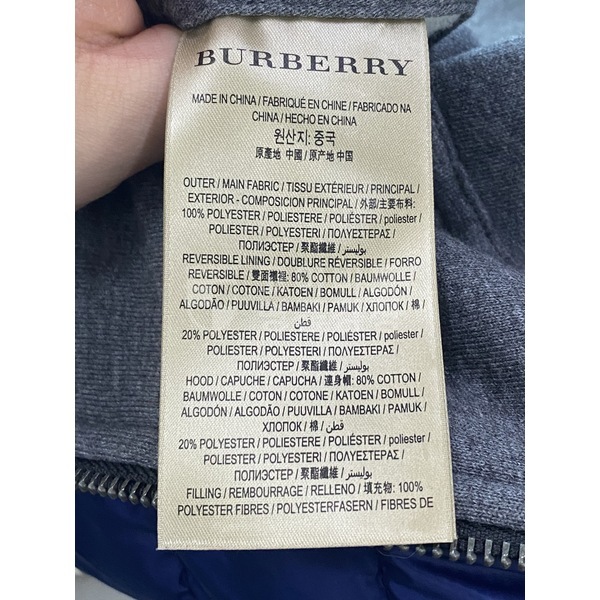 BURBERRY
MADE IN CHINA / FABRIQUÉ EN CHINE / FABRICADO NA
CHINA / HECHO EN CHINA
원산지: 중국
原產地 中國 / 原产地 中国
OUTER / MAIN FABRIC / TISSU EXTÉRIEUR / PRINCIPAL /
EXTERIOR - COMPOSICION PRINCIPAL / 外部/主要布料:
100% POLYESTER / POLIESTERE / POLIÉSTER / poliester /
POLIESTER / POLYESTERI / ΠΟΛΥΕΣΤΕΡΑΣ /
ПОЛИЭСТЕР / 聚酯纖維 / بوليستر /
REVERSIBLE LINING / DOUBLURE RÉVERSIBLE / FORRO
REVERSIBLE / 雙面襯裡: 80% COTTON / BAUMWOLLE /
COTON / COTONE / KATOEN / BOMULL / ALGODÓN /
ALGODÃO / PUUVILLA / BAMBAKI / PAMUK / ХЛОПОК / 棉 /
قطن
20% POLYESTER / POLIESTERE / POLIÉSTER / poliester /
POLIESTER / POLYESTERI / ΠΟΛΥΕΣΤΕΡΑΣ /
ПОЛИЭСТЕР / 聚酯纖維 / بوليستر
HOOD / CAPUCHE / CAPUCHA / 連身帽: 80% COTTON /
BAUMWOLLE / COTON / COTONE / KATOEN / BOMULL /
ALGODÓN / ALGODÃO / PUUVILLA / BAMBAKI / PAMUK /
ХЛОПОК / 棉 / قطن
20% POLYESTER / POLIESTERE / POLIÉSTER / poliester /
POLIESTER / POLYESTERI / ΠΟΛΥΕΣΤΕΡΑΣ /
ПОЛИЭСТЕР / 聚酯纖維 / بوليستر
FILLING / REMBOURRAGE / RELLENO / 填充物: 100%
POLYESTER FIBRES / POLYESTERFASERN / FIBRES DE